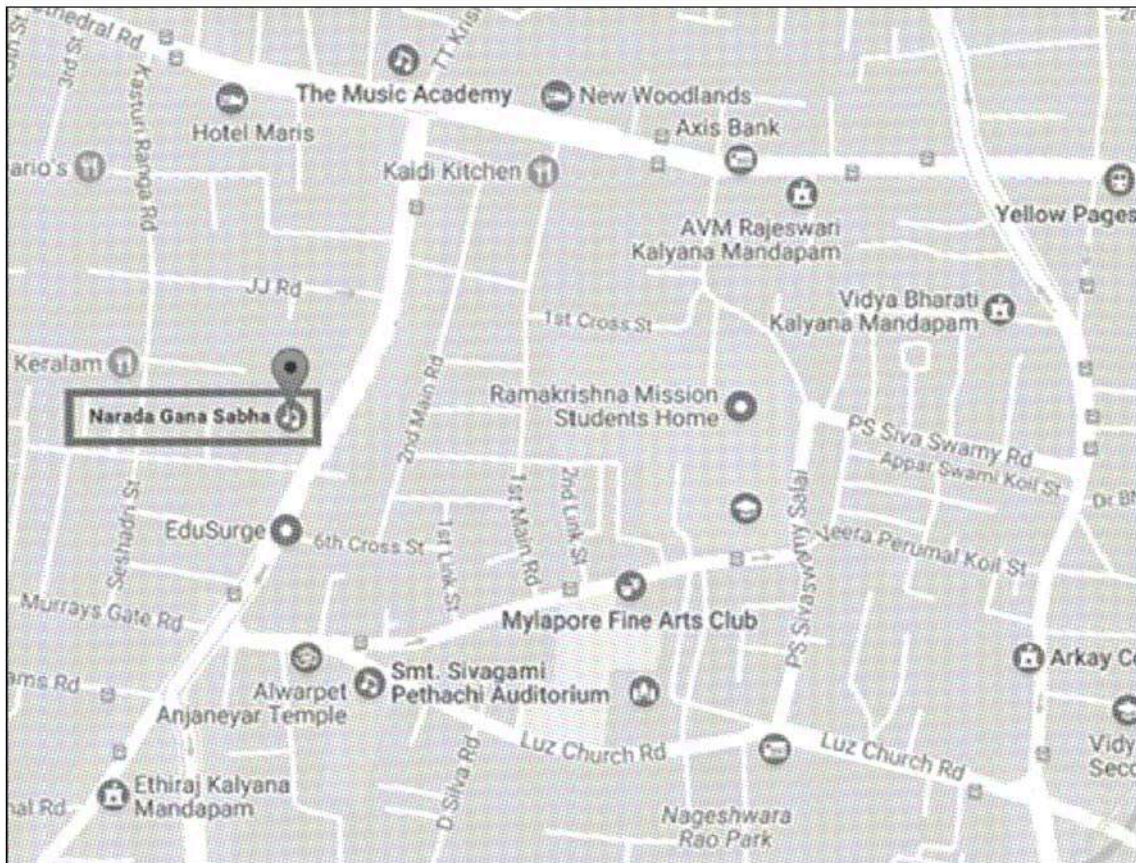 thedral Rd
3rd St
Kasturi Ranga Rd
TT Krish
The Music Academy
New Woodlands
Hotel Maris
Axis Bank
ario's
Kaidi Kitchen
AVM Rajeswari
Kalyana Mandapam
Yellow Pages
JJ Rd
Vidya Bharati
Kalyana Mandapam
1st Cross St
Keralam
2nd Main Rd
Narada Gana Sabha
Ramakrishna Mission
Students Home
PS Siva Swamy Rd
Appar Swami Koil St
Seshadri St
EduSurge
6th Cross St
1st Link St
1st Main Rd
2nd Link St
PS Sivaswamy Salai
Veera Perumal Koil St
Murrays Gate Rd
Mylapore Fine Arts Club
Alwarpet
Anjaneyar Temple
Smt. Sivagami
Pethachi Auditorium
Arkay Ce
ams Rd
Luz Church Rd
Luz Church Rd
D'Silva Rd
Vidy
Seco
Ethiraj Kalyana
Mandapam
nal Rd
Nageshwara
Rao Park